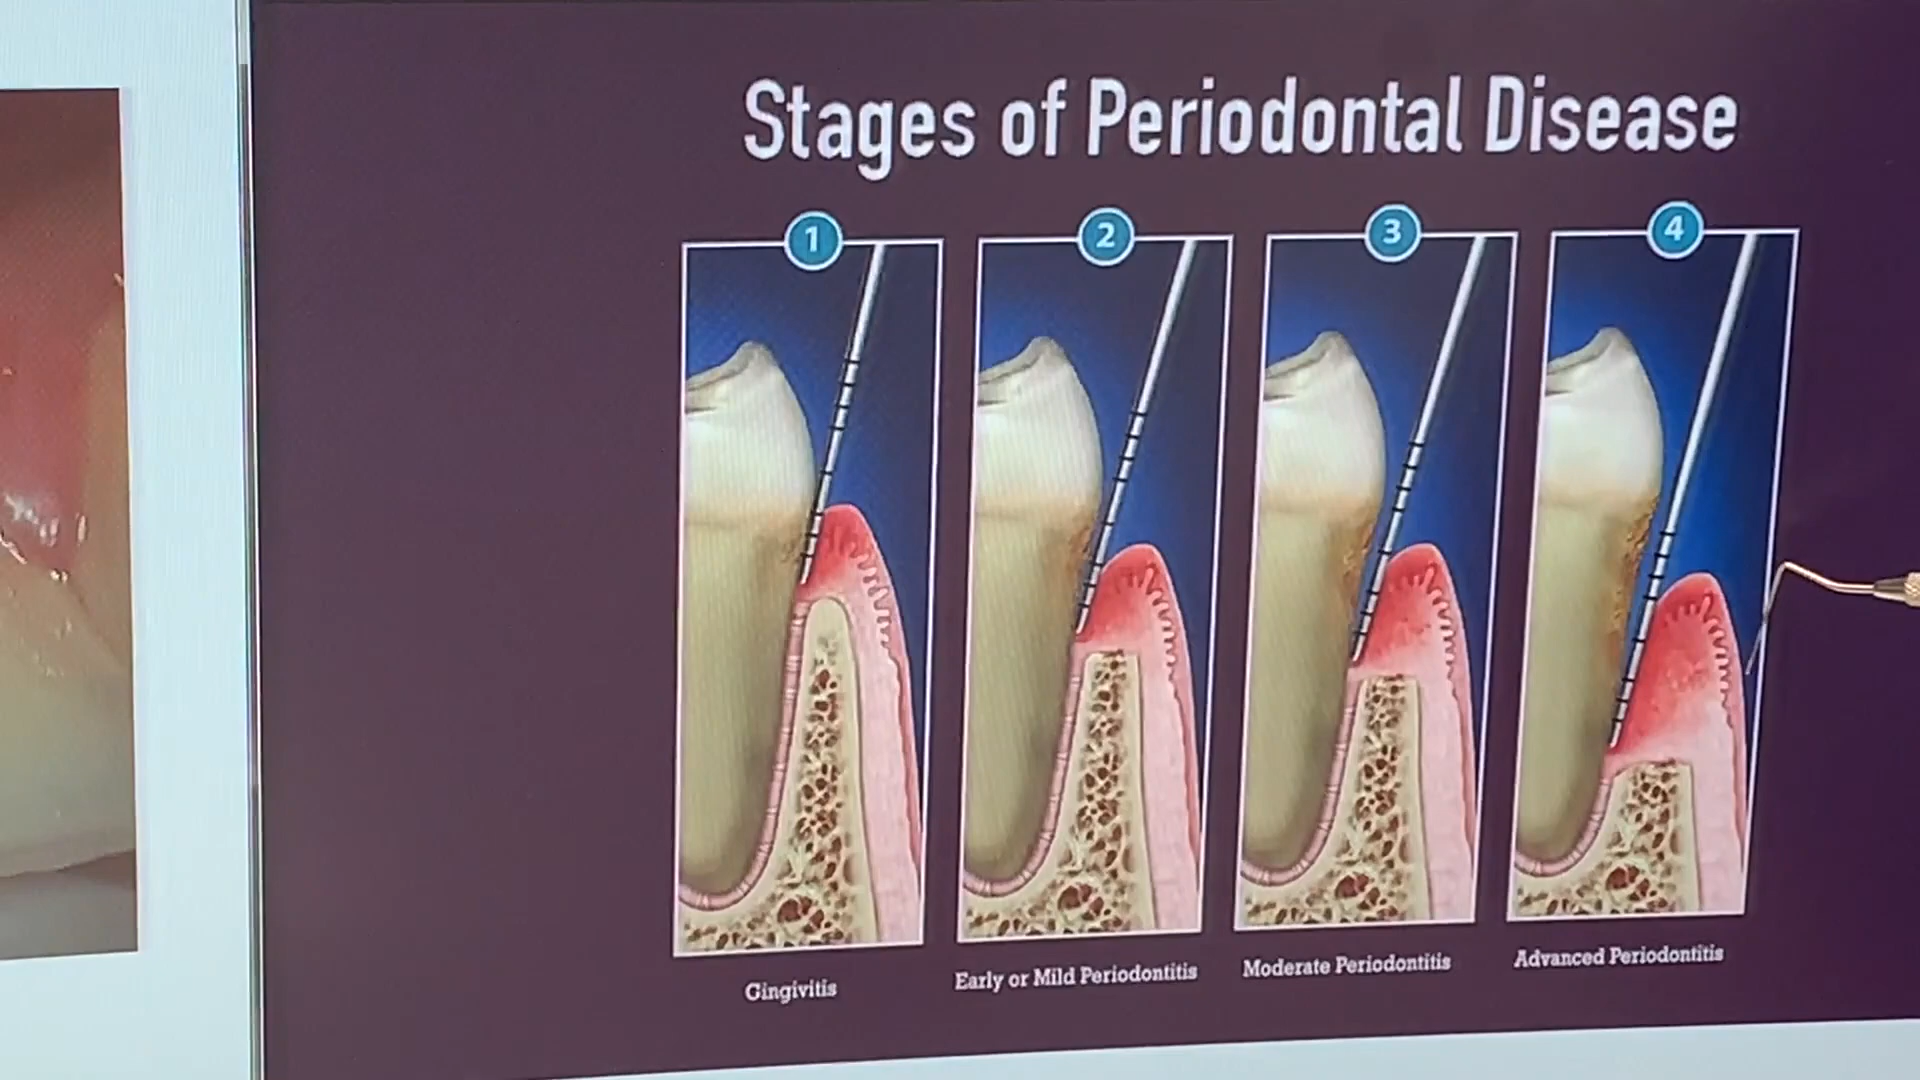 Stages of Periodontal Disease
1
2
3
4
Gingivitis
Early or Mild Periodontitis
Moderate Periodontitis
Advanced Periodontitis